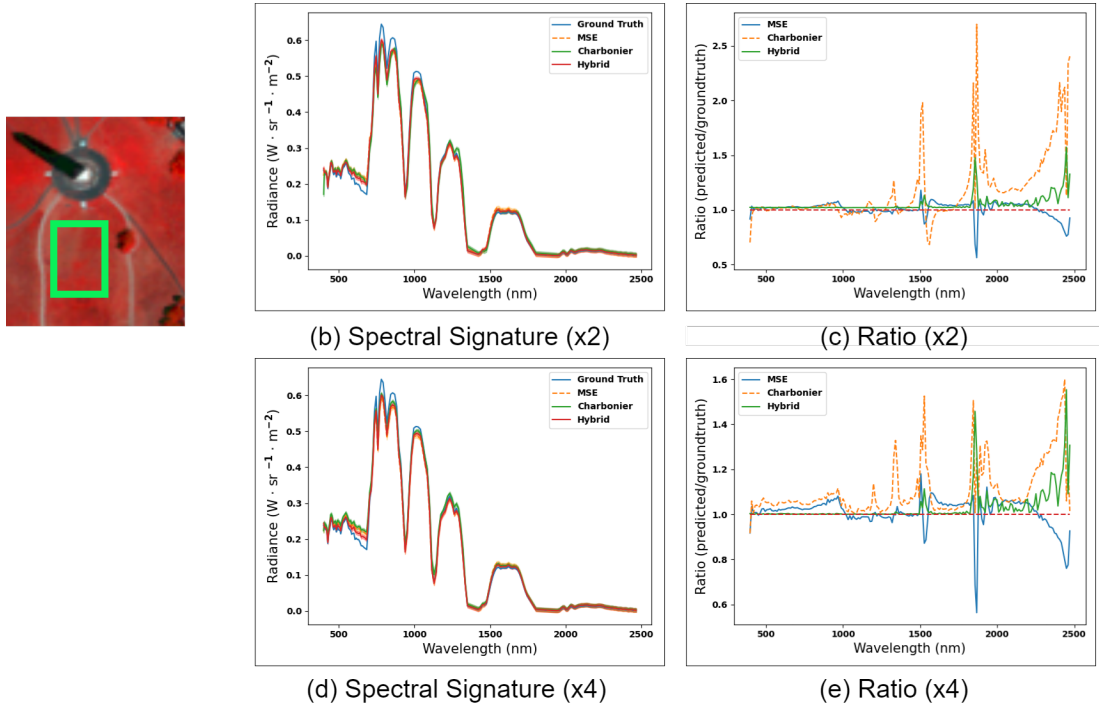 Ground Truth
MSE
Charbonier
Hybrid
Radiance (W · sr⁻¹ · m⁻²)
0.6
0.5
0.4
0.3
0.2
0.1
0.0
500 1000 1500 2000 2500
Wavelength (nm)
(b) Spectral Signature (x2)
MSE
Charbonier
Hybrid
Ratio (predicted/groundtruth)
2.5
2.0
1.5
1.0
0.5
500 1000 1500 2000 2500
Wavelength (nm)
(c) Ratio (x2)
Ground Truth
MSE
Charbonier
Hybrid
Radiance (W · sr⁻¹ · m⁻²)
0.6
0.5
0.4
0.3
0.2
0.1
0.0
500 1000 1500 2000 2500
Wavelength (nm)
(d) Spectral Signature (x4)
MSE
Charbonier
Hybrid
Ratio (predicted/groundtruth)
1.6
1.4
1.2
1.0
0.8
0.6
500 1000 1500 2000 2500
Wavelength (nm)
(e) Ratio (x4)